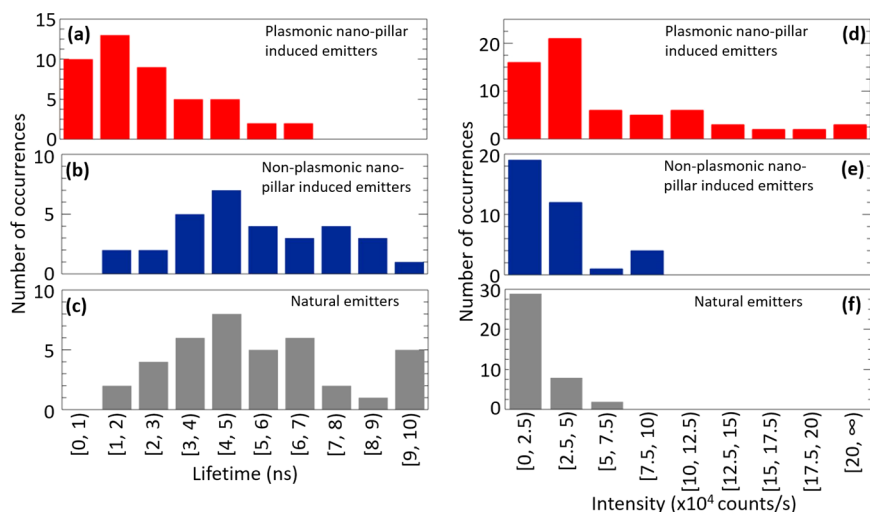 (a)
Plasmonic nano-pillar
induced emitters
15
10
5
0
(b)
Non-plasmonic nano-
pillar induced emitters
10
5
0
(c)
Natural emitters
10
5
0
Number of occurrences
[0, 1)
[1, 2)
[2, 3)
[3, 4)
[4, 5)
[5, 6)
[6, 7)
[7, 8)
[8, 9)
[9, 10)
Lifetime (ns)
Plasmonic nano-pillar
induced emitters
(d)
20
10
0
Non-plasmonic nano-
pillar induced emitters
(e)
20
10
0
Natural emitters
(f)
30
20
10
0
Number of occurrences
[0, 2.5)
[2.5, 5)
[5, 7.5)
[7.5, 10)
[10, 12.5)
[12.5, 15)
[15, 17.5)
[17.5, 20)
[20, ∞)
Intensity (x10⁴ counts/s)